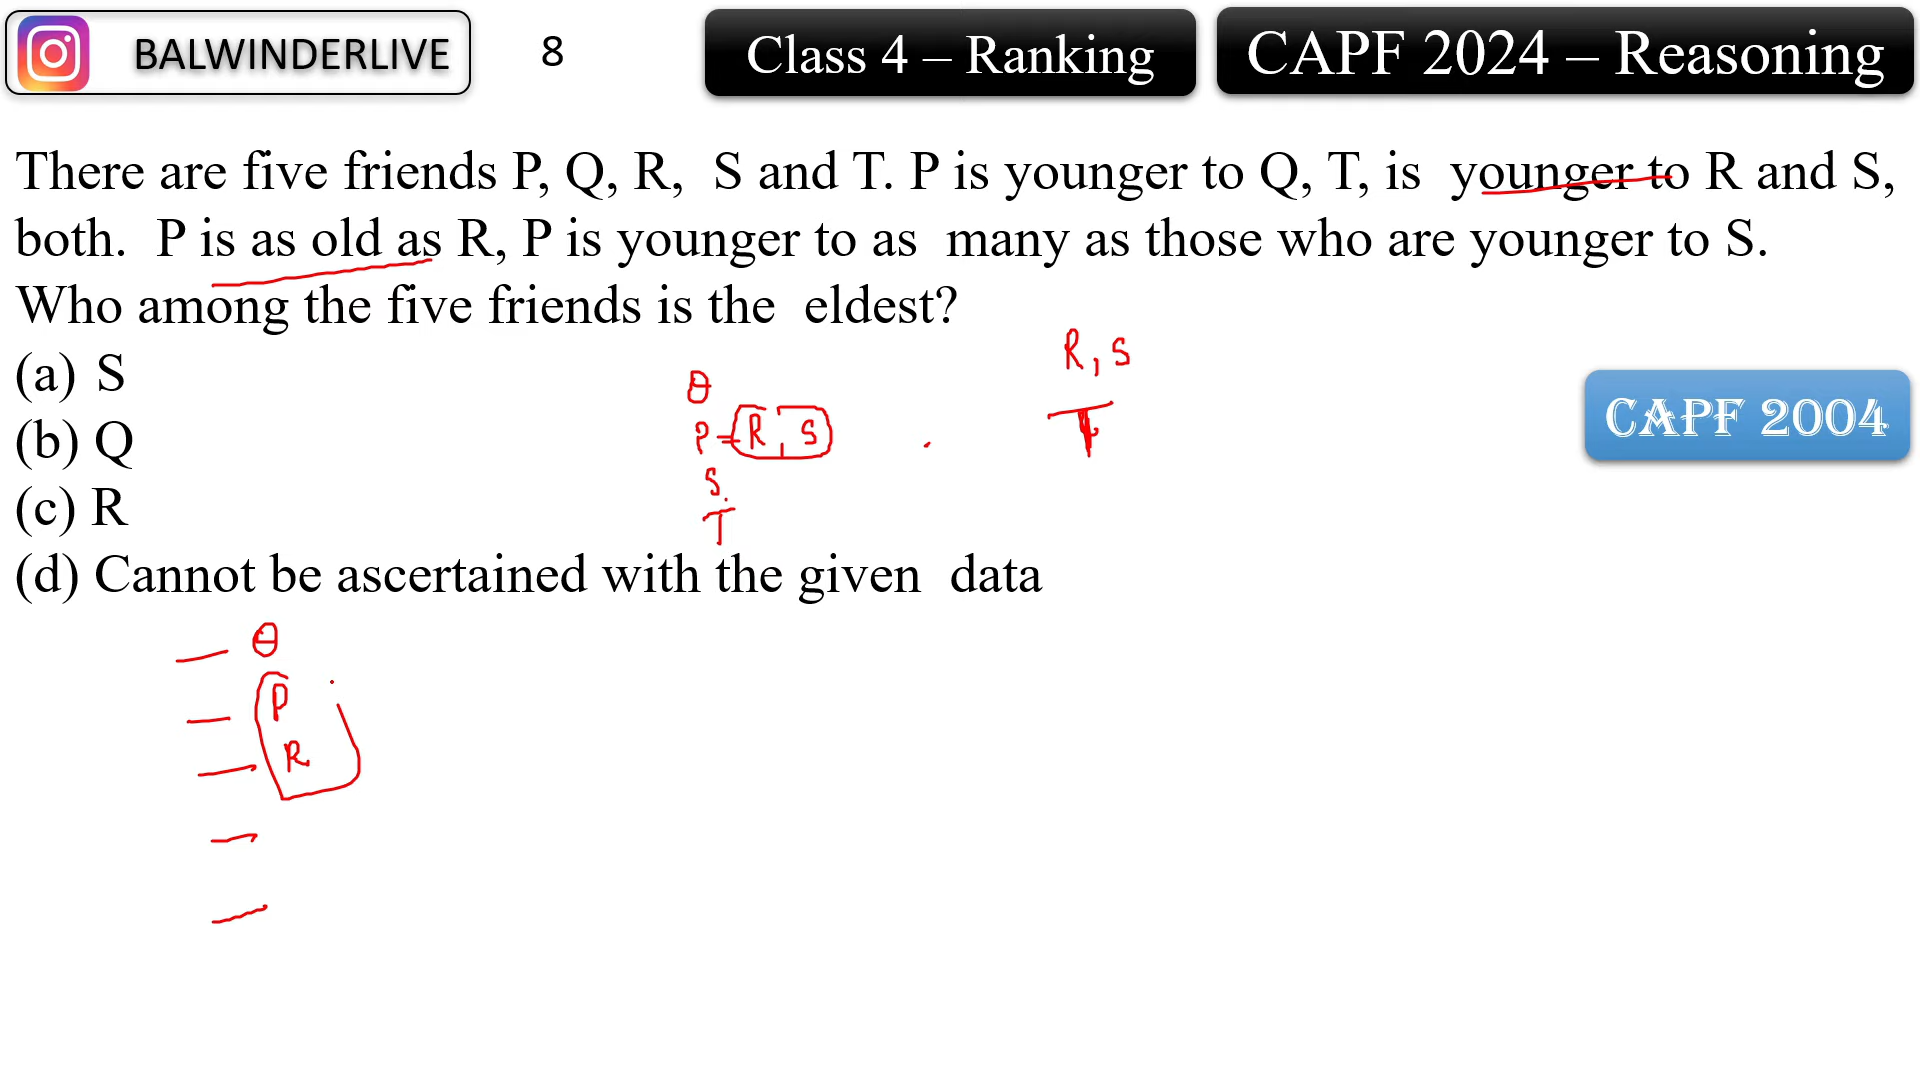 BALWINDERLIVE 8 Class 4 – Ranking CAPF 2024 – Reasoning
There are five friends P, Q, R, S and T. P is younger to Q, T, is younger to R and S,
both. P is as old as R, P is younger to as many as those who are younger to S.
Who among the five friends is the eldest?
R, S
(a) S
θ
T
CAPF 2004
(b) Q
P = R, S
S
(c) R
T
(d) Cannot be ascertained with the given data
θ
P
R